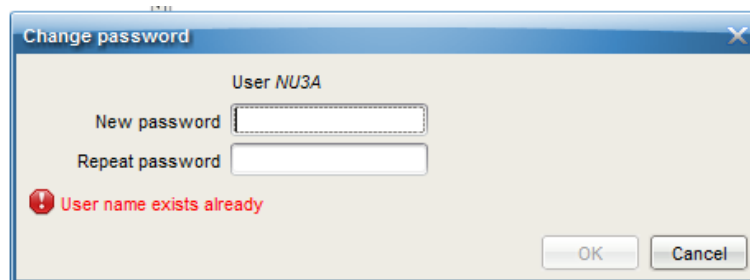 Change password
User NU3A
New password
Repeat password
User name exists already
OK Cancel